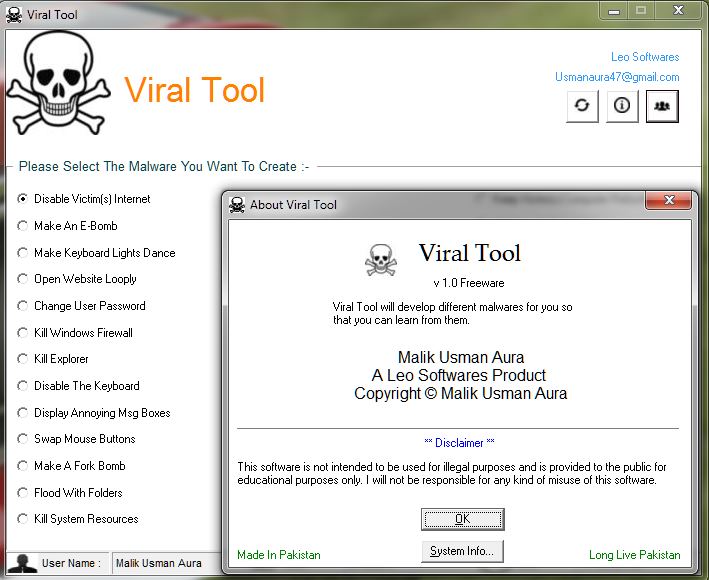 Viral Tool
Leo Softwares
Viral Tool
Usmanaura47@gmail.com
Please Select The Malware You Want To Create :-
Disable Victim(s) Internet
Make An E-Bomb
Make Keyboard Lights Dance
Open Website Looply
Change User Password
Kill Windows Firewall
Kill Explorer
Disable The Keyboard
Display Annoying Msg Boxes
Swap Mouse Buttons
Make A Fork Bomb
Flood With Folders
Kill System Resources
User Name :
Malik Usman Aura
About Viral Tool
Viral Tool
v 1.0 Freeware
Viral Tool will develop different malwares for you so
that you can learn from them.
Malik Usman Aura
A Leo Softwares Product
Copyright © Malik Usman Aura
** Disclaimer **
This software is not intended to be used for illegal purposes and is provided to the public for
educational purposes only. I will not be responsible for any kind of misuse of this software.
OK
Made In Pakistan
System Info...
Long Live Pakistan